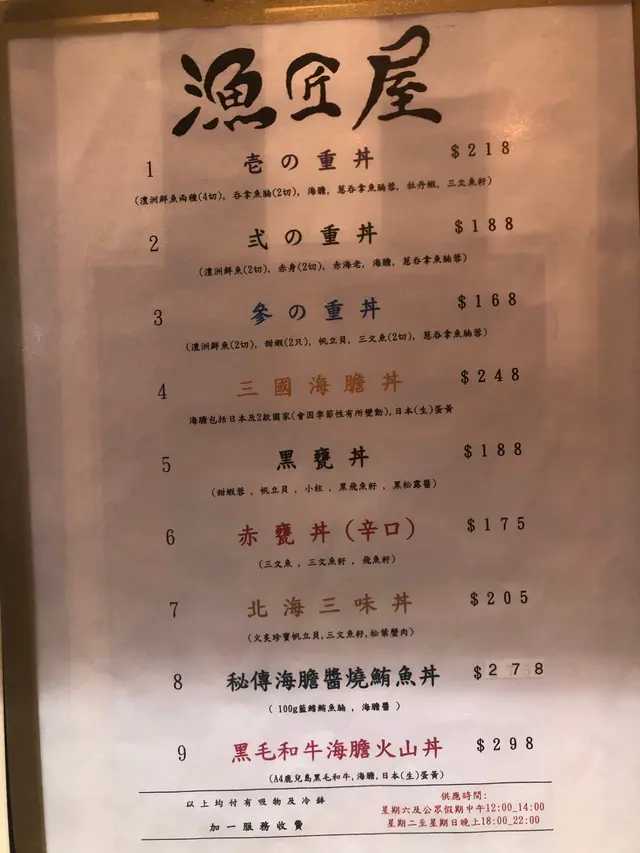 漁匠屋
1 壱の重丼 $218
(澶洲鮮魚兩種(4切), 吞拿魚腩(2切), 海膽, 蔥吞拿魚腩蓉, 牡丹蝦, 三文魚籽)
2 弍の重丼 $188
(澶洲鮮魚(2切), 赤身(2切), 赤海老, 海膽, 蔥吞拿魚腩蓉)
3 參の重丼 $168
(澶洲鮮魚(2切), 甜蝦(2只), 帆立貝, 三文魚(2切), 蔥吞拿魚腩蓉)
4 三國海膽丼 $248
海膽包括日本及2款國家(會因季節性有所變動),日本(生)蛋黃
5 黑甕丼 $188
(甜蝦蓉 , 帆立貝 , 小柱 , 黑飛魚籽 , 黑松露醬)
6 赤甕丼(辛口) $175
(三文魚 , 三文魚籽 , 飛魚籽)
7 北海三味丼 $205
(火炙珍寶帆立貝,三文魚籽,松葉蟹肉)
8 秘傳海膽醬燒鮪魚丼 $278
( 100g藍鰭鮪魚腩 , 海膽醬 )
9 黑毛和牛海膽火山丼 $298
(A4鹿兒島黑毛和牛,海膽,日本(生)蛋黃)
以上均付有吸物及冷鉢
加一服務收費
供應時間:
星期六及公眾假期中午12:00_14:00
星期二至星期日晚上18:00_22:00